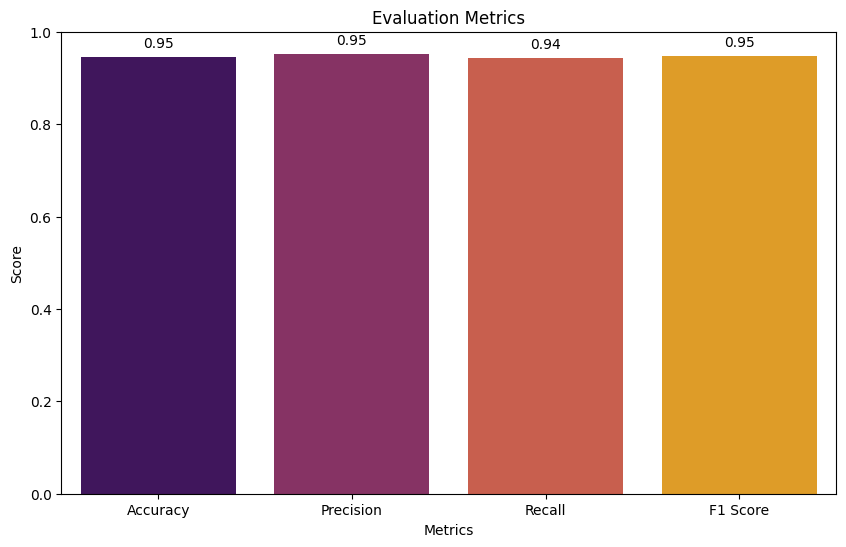 Evaluation Metrics
1.0
0.95
0.95
0.94
0.95
0.8
0.6
0.4
0.2
0.0
Score
Accuracy
Precision
Recall
F1 Score
Metrics